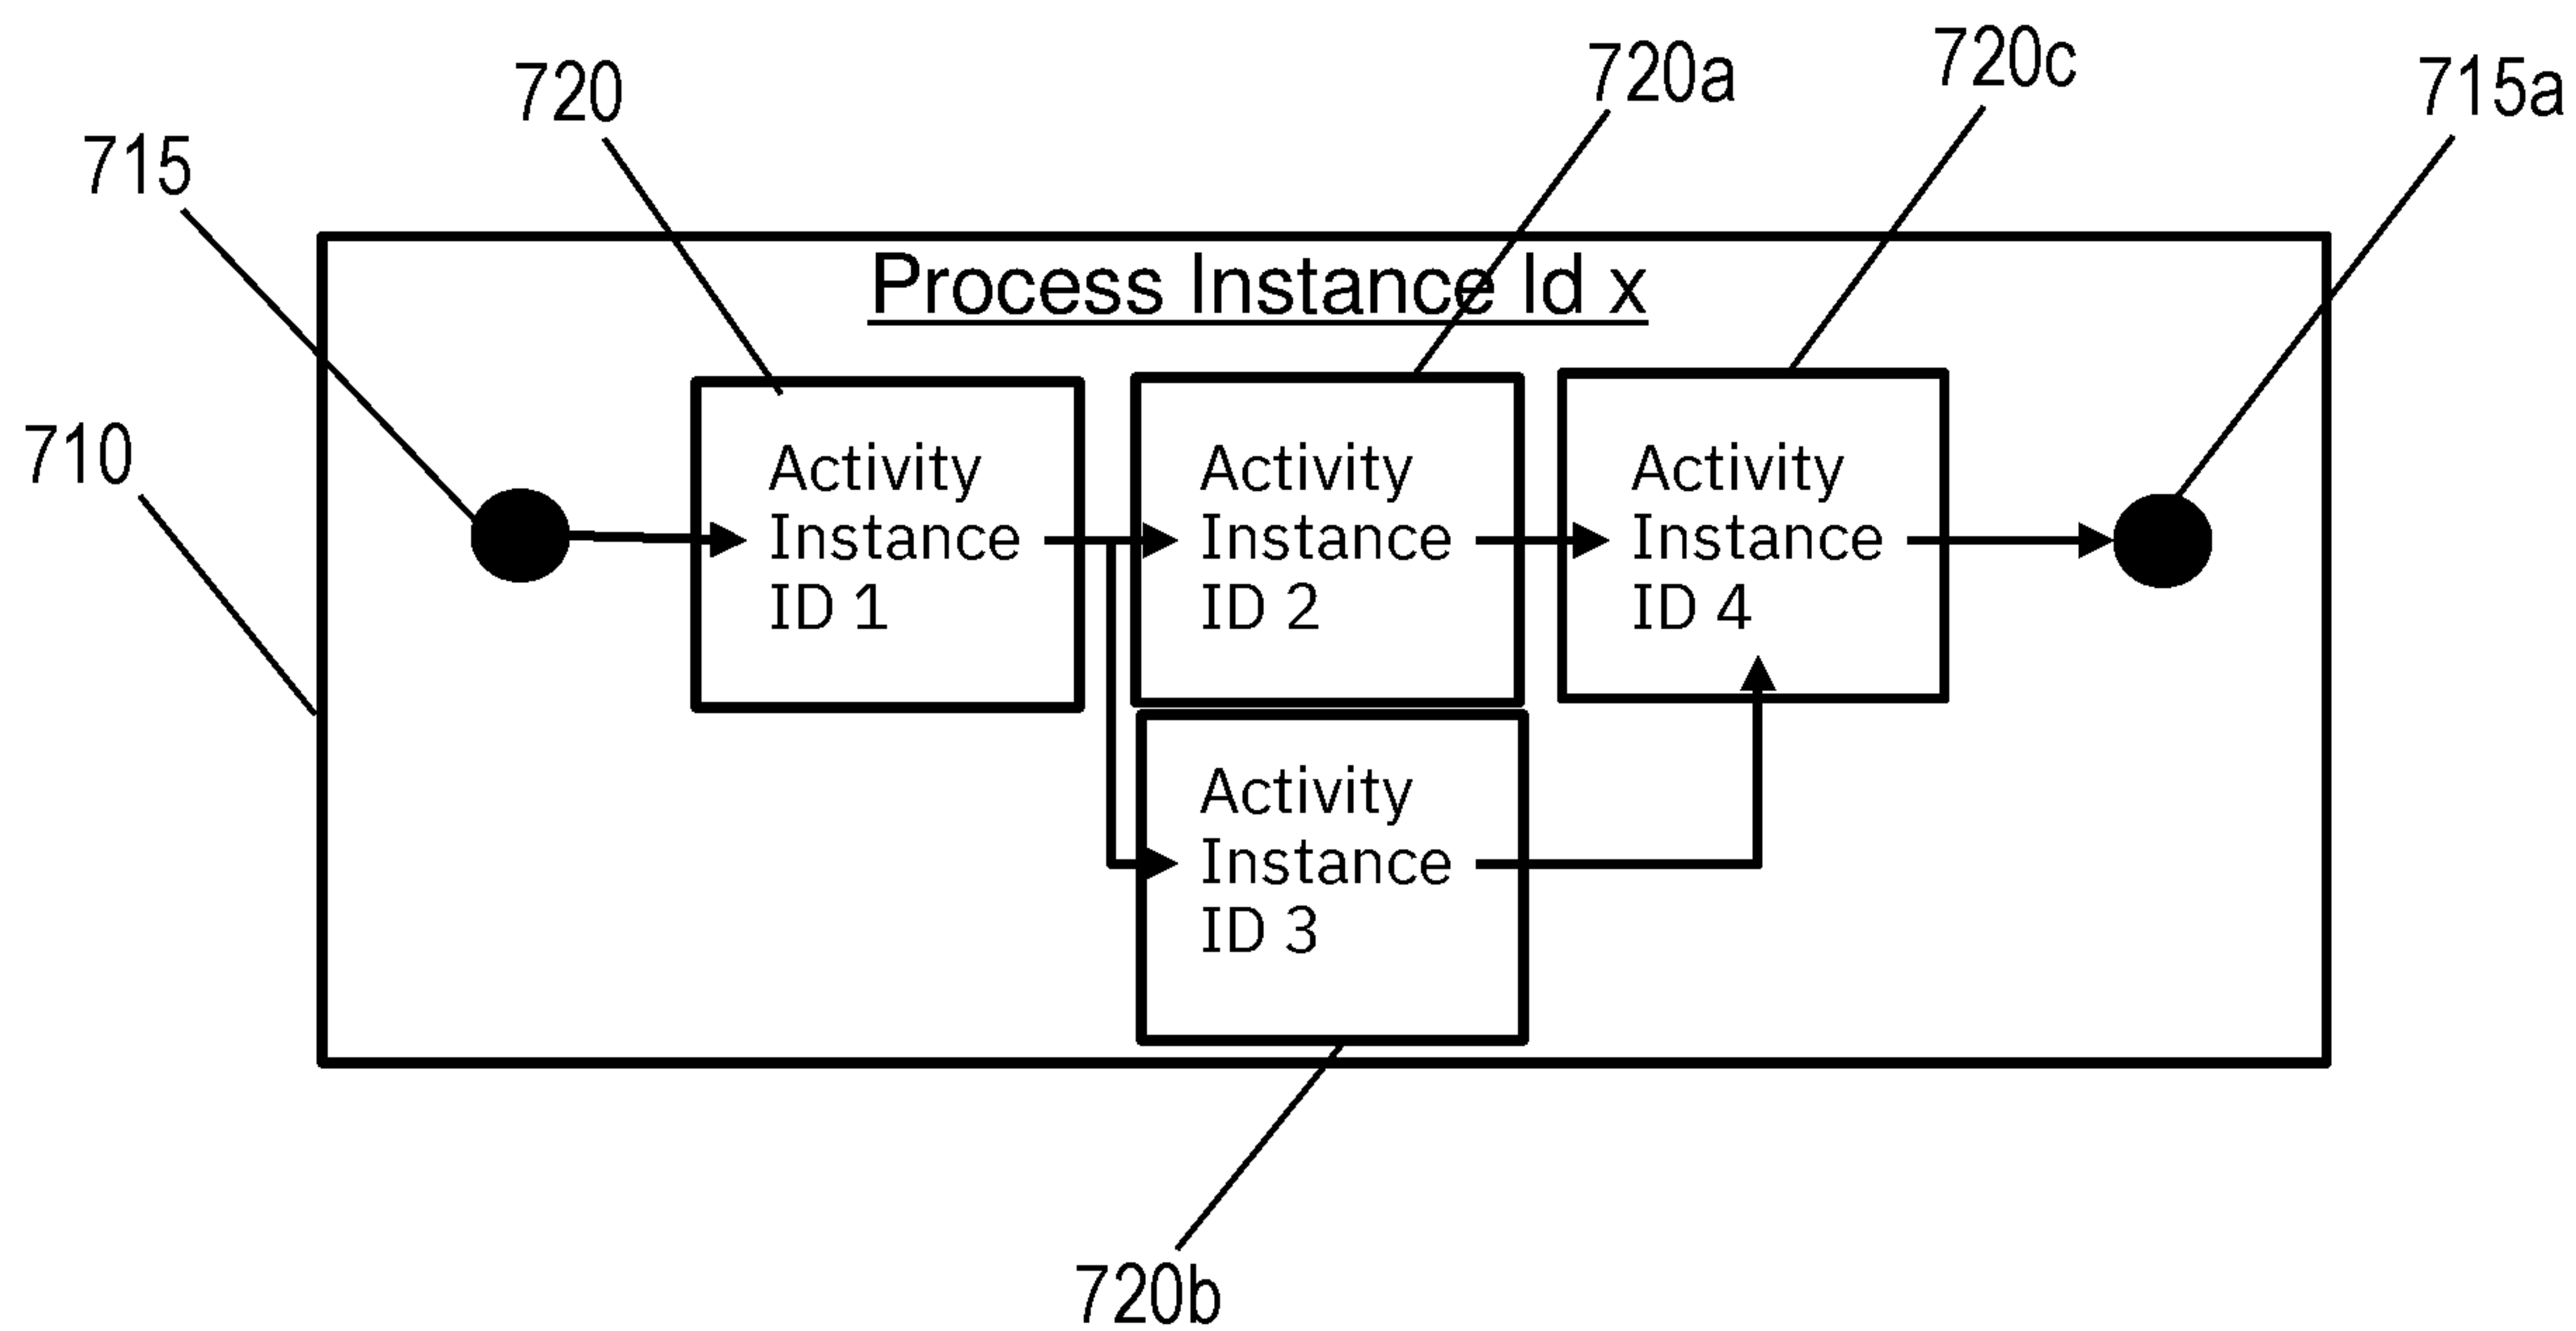 720
720a
720c
715a
715
Process Instance Id x
710
Activity
Instance
ID 1
Activity
Instance
ID 2
Activity
Instance
ID 4
Activity
Instance
ID 3
720b